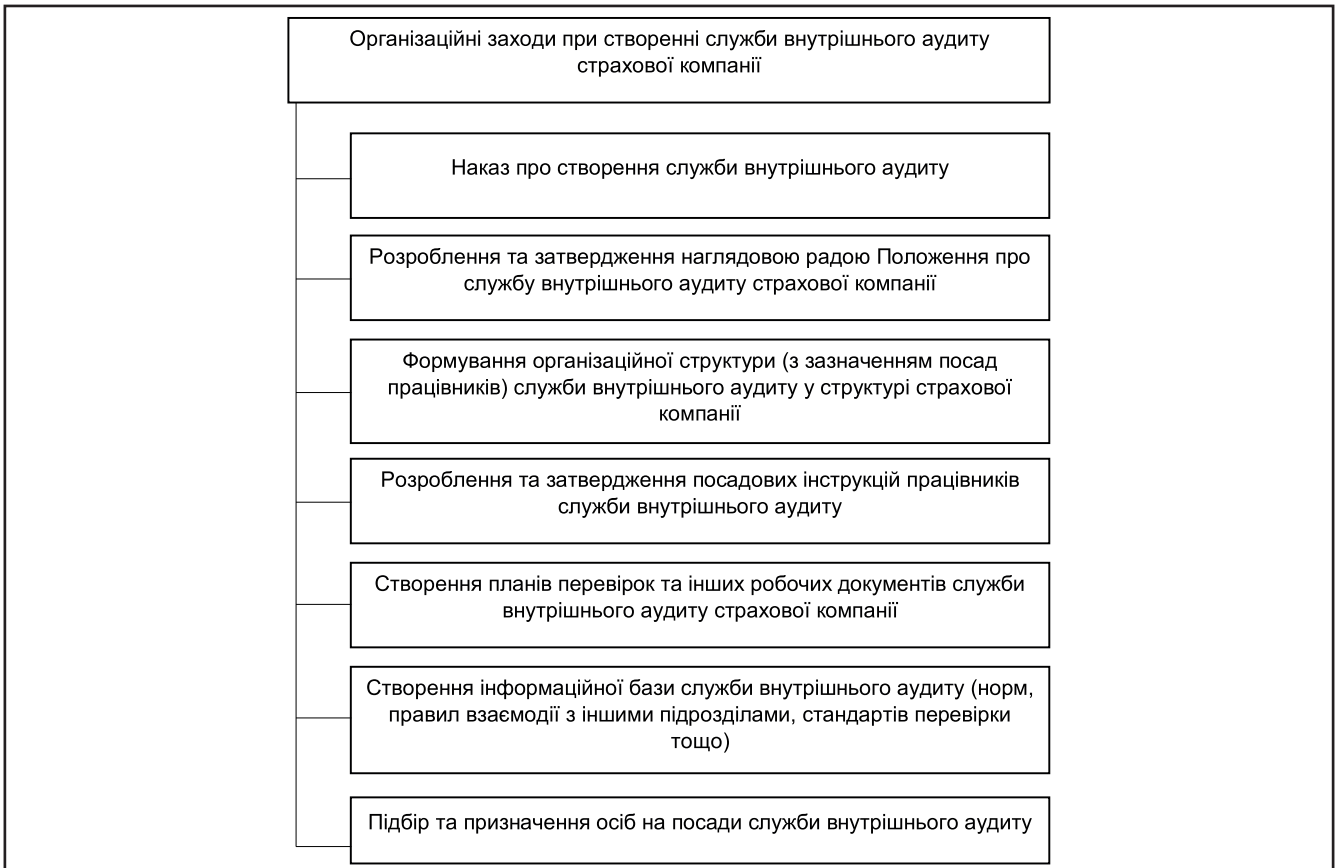 Організаційні заходи при створенні служби внутрішнього аудиту
страхової компанії
Наказ про створення служби внутрішнього аудиту
Розроблення та затвердження наглядовою радою Положення про
службу внутрішнього аудиту страхової компанії
Формування організаційної структури (з зазначенням посад
працівників) служби внутрішнього аудиту у структурі страхової
компанії
Розроблення та затвердження посадових інструкцій працівників
служби внутрішнього аудиту
Створення планів перевірок та інших робочих документів служби
внутрішнього аудиту страхової компанії
Створення інформаційної бази служби внутрішнього аудиту (норм,
правил взаємодії з іншими підрозділами, стандартів перевірки
тощо)
Підбір та призначення осіб на посади служби внутрішнього аудиту